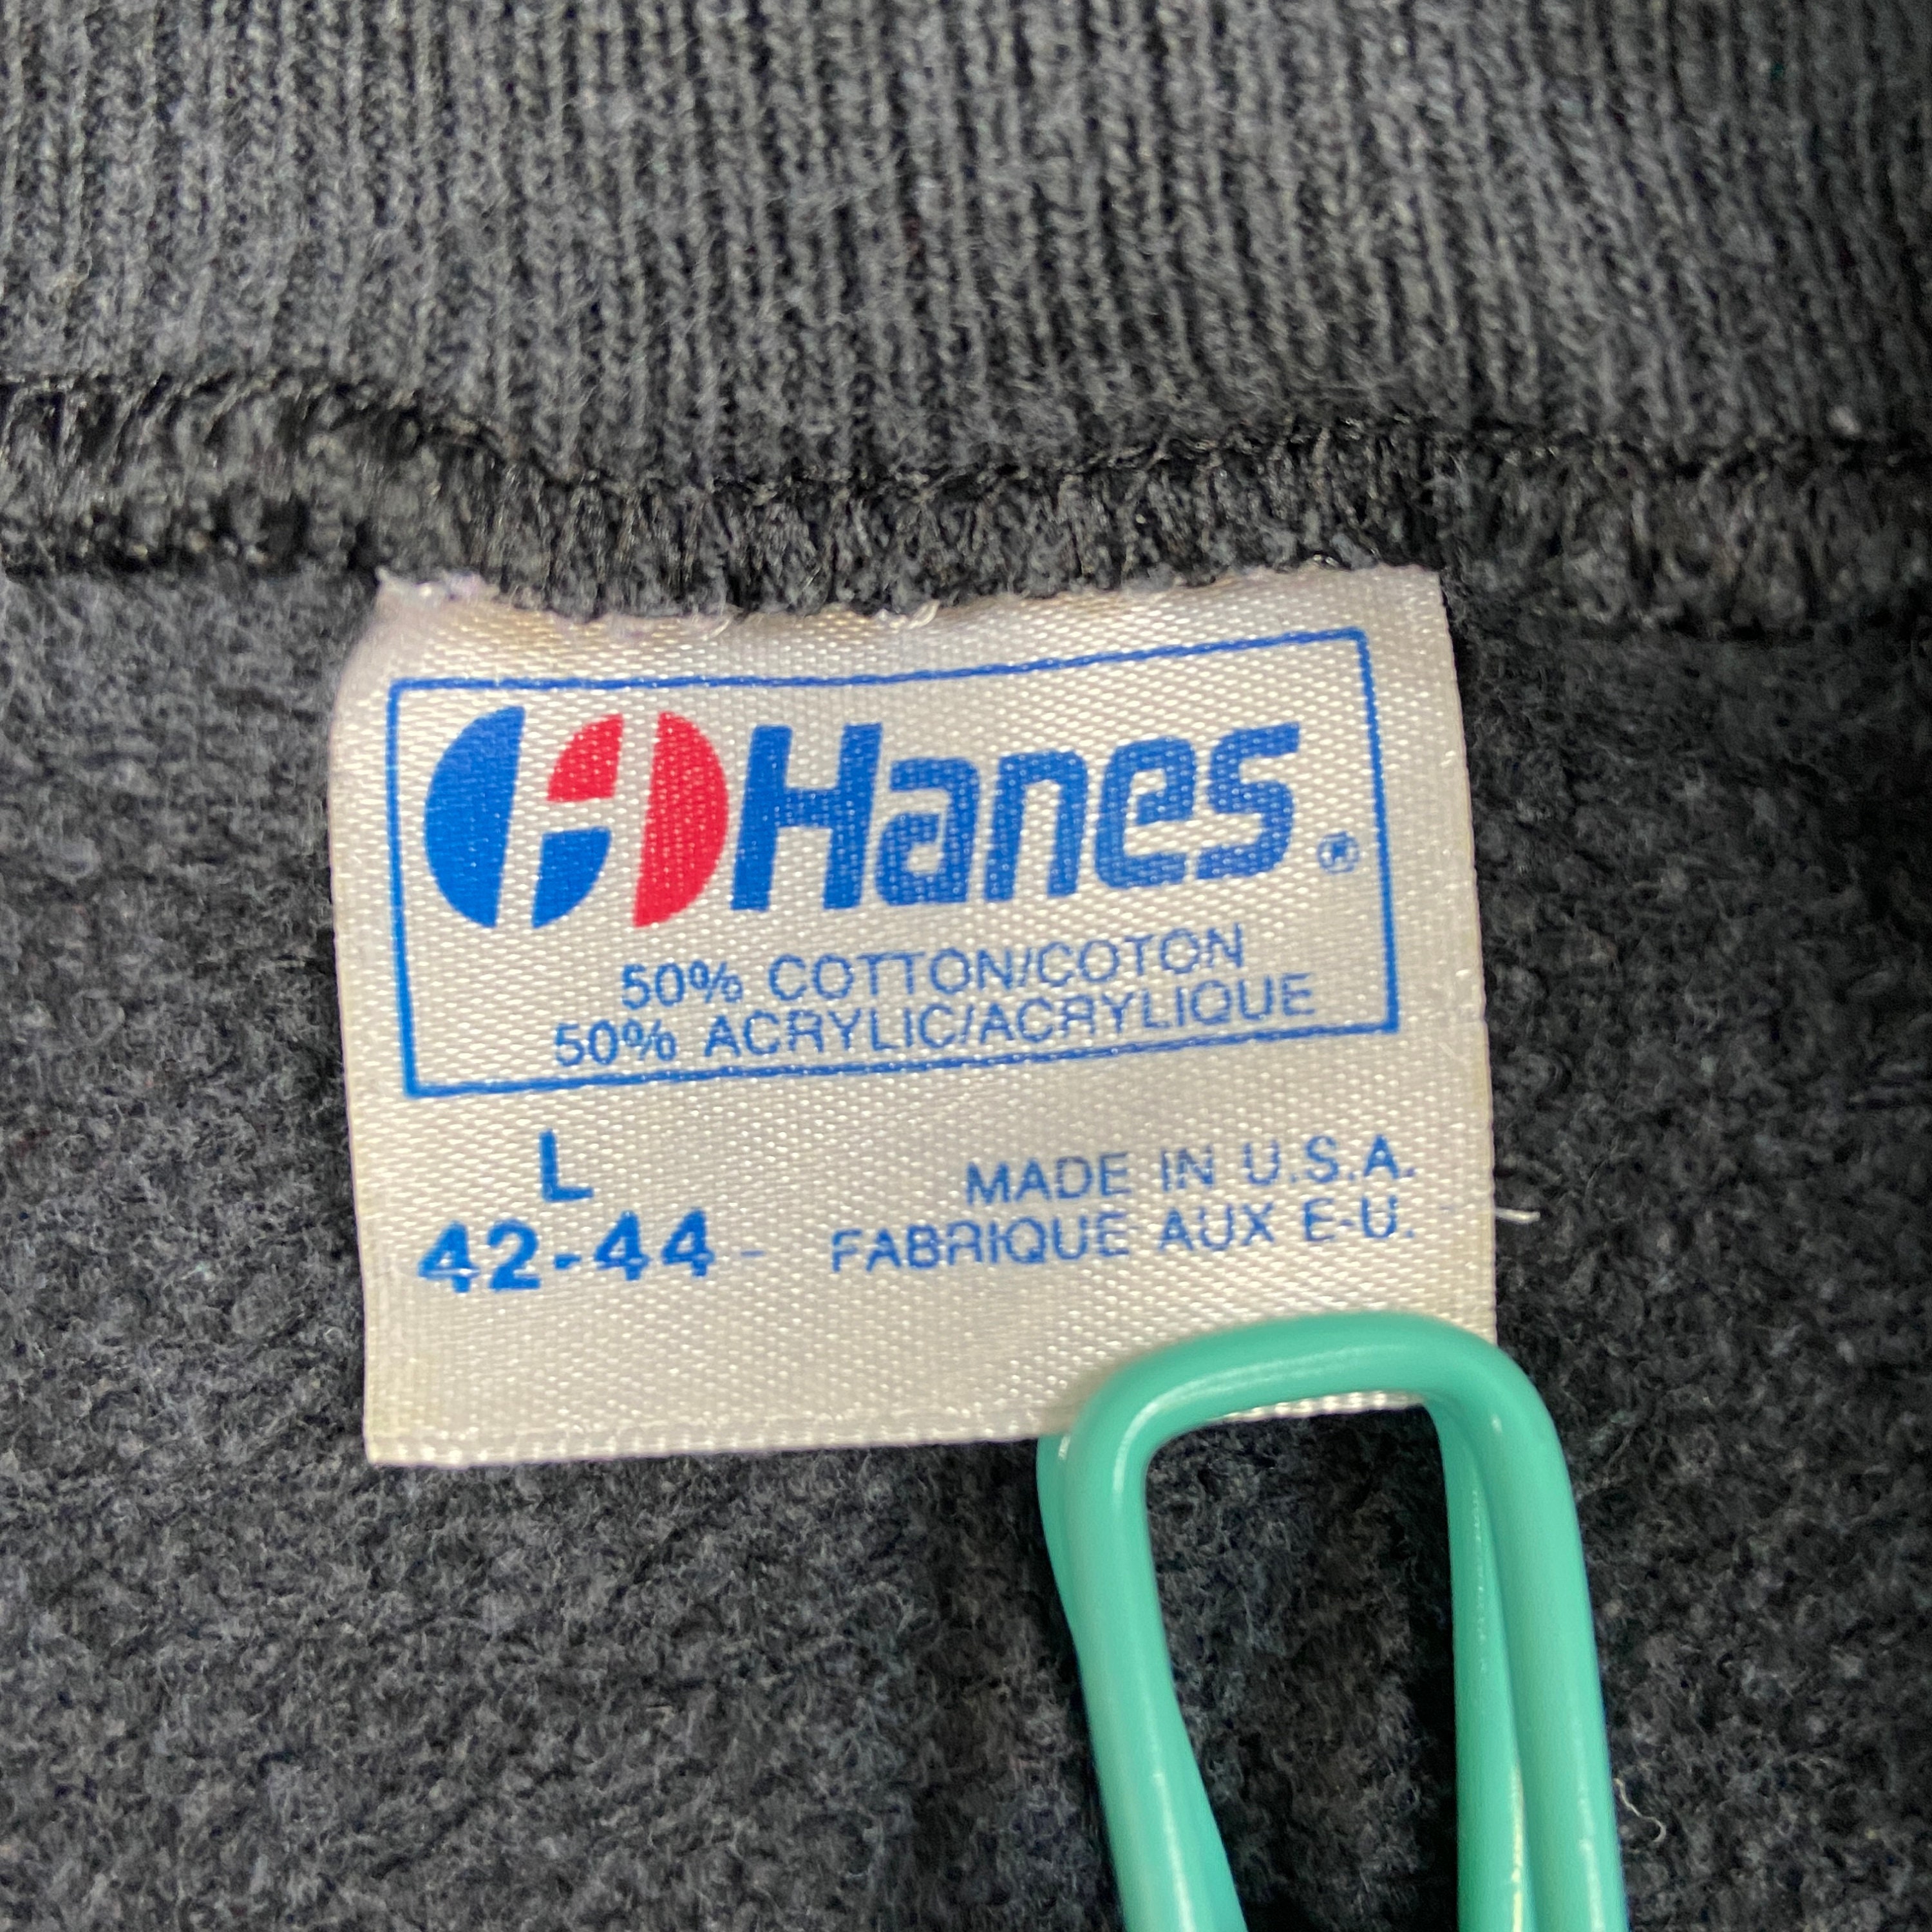 Hanes®
50% COTTON/COTON
50% ACRYLIC/ACRYLIQUE
L
42-44
MADE IN U.S.A.
FABRIQUE AUX E-U.